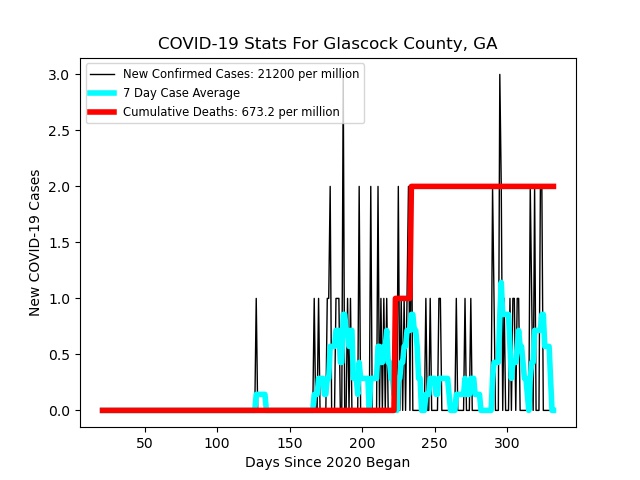 COVID-19 Stats For Glascock County, GA
New Confirmed Cases: 21200 per million
7 Day Case Average
Cumulative Deaths: 673.2 per million
3.0
2.5
2.0
1.5
1.0
0.5
0.0
New COVID-19 Cases
50 100 150 200 250 300
Days Since 2020 Began